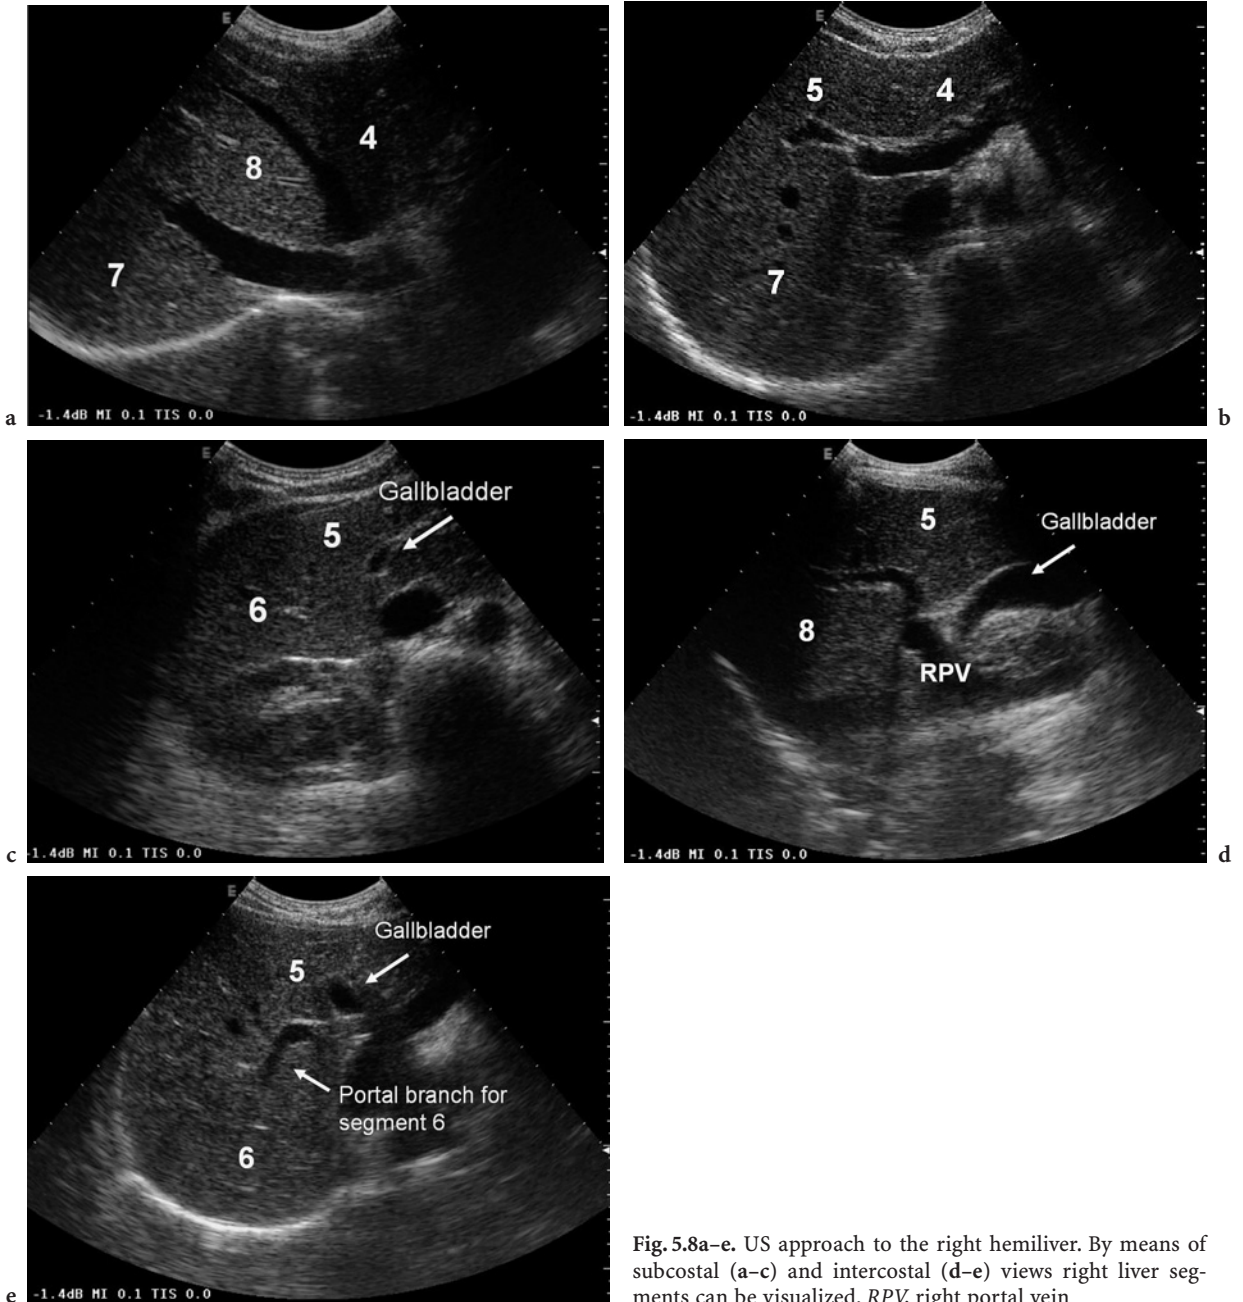 E
8
4
7
-1.4dB MI 0.1 TIS 0.0
a
E
5
4
7
-1.4dB MI 0.1 TIS 0.0
b
E
Gallbladder
5
6
-1.4dB MI 0.1 TIS 0.0
c
E
5
Gallbladder
8
RPV
-1.4dB MI 0.1 TIS 0.0
d
E
Gallbladder
5
Portal branch for
segment 6
6
-1.4dB MI 0.1 TIS 0.0
e
Fig. 5.8a–e. US approach to the right hemiliver. By means of
subcostal (a–c) and intercostal (d–e) views right liver seg-
ments can be visualized. RPV, right portal vein